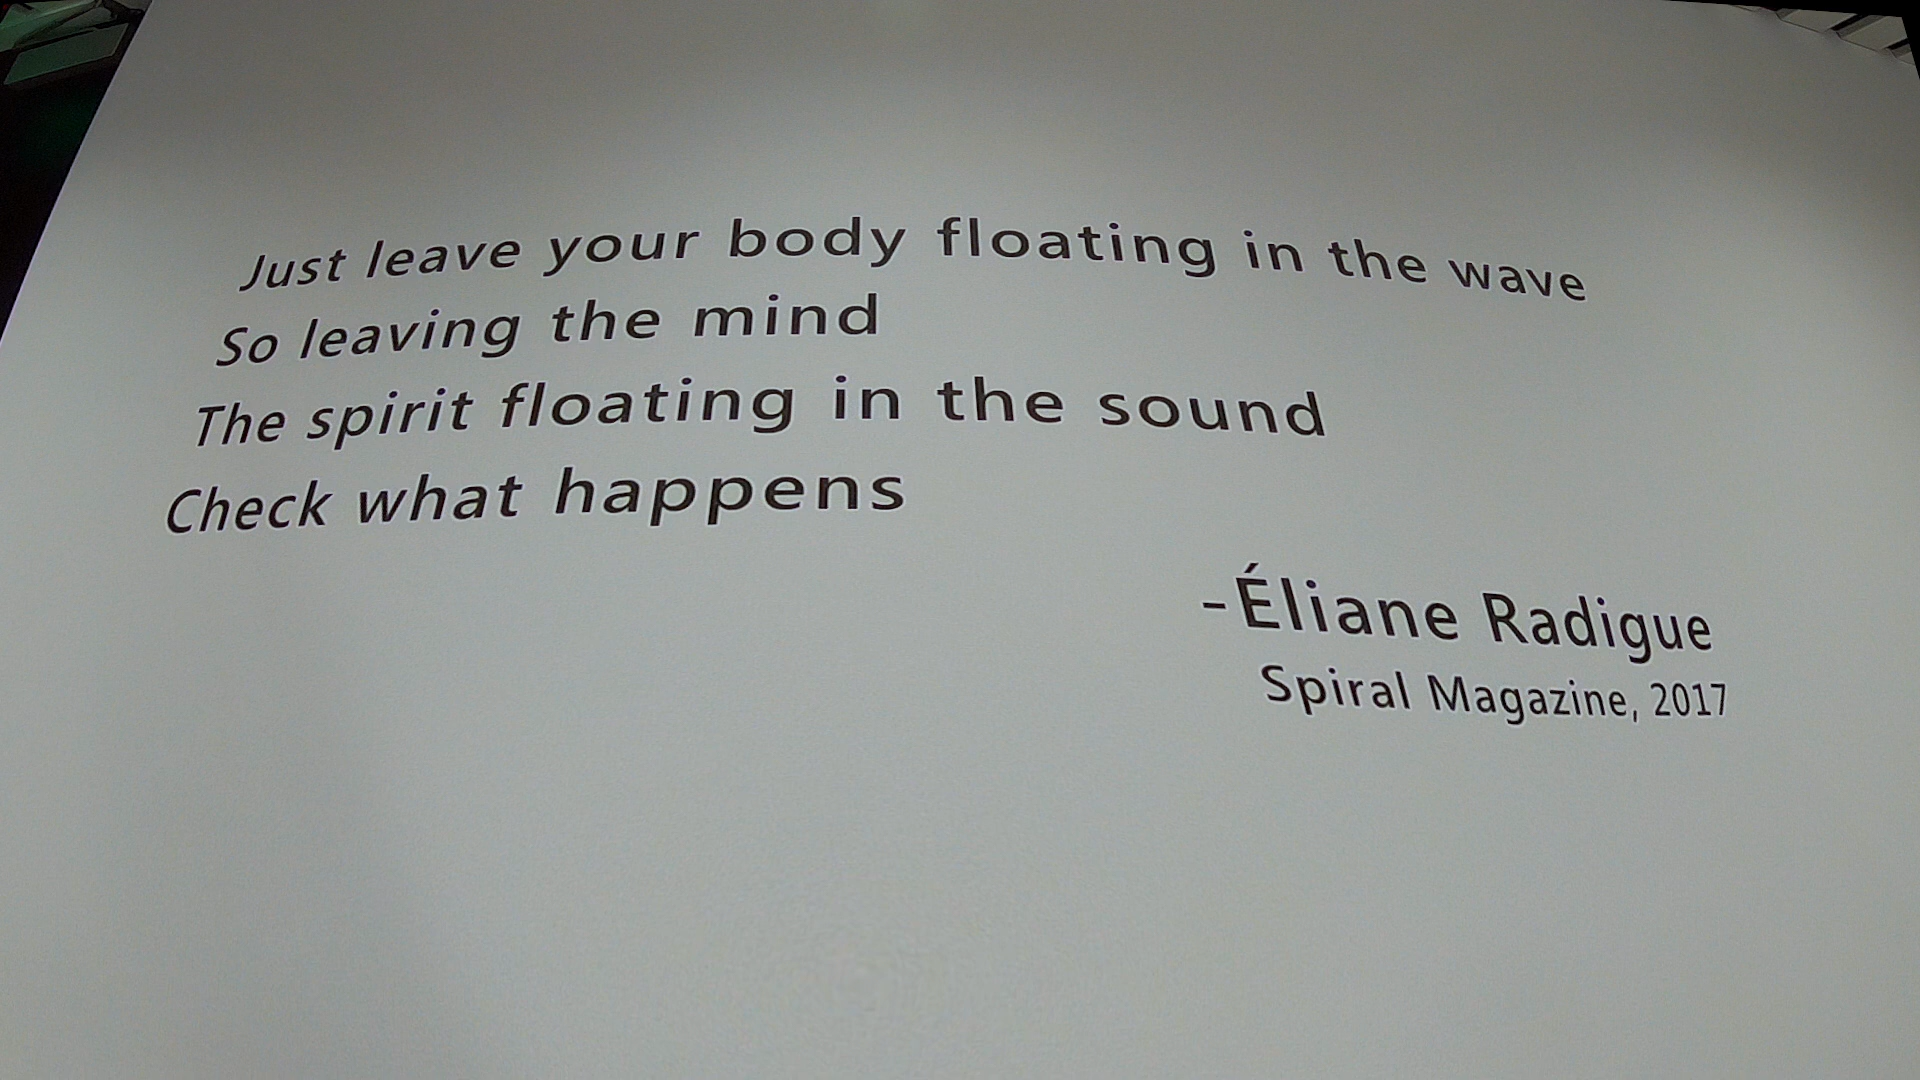 Just leave your body floating in the wave
So leaving the mind
The spirit floating in the sound
Check what happens
-Éliane Radigue
Spiral Magazine, 2017